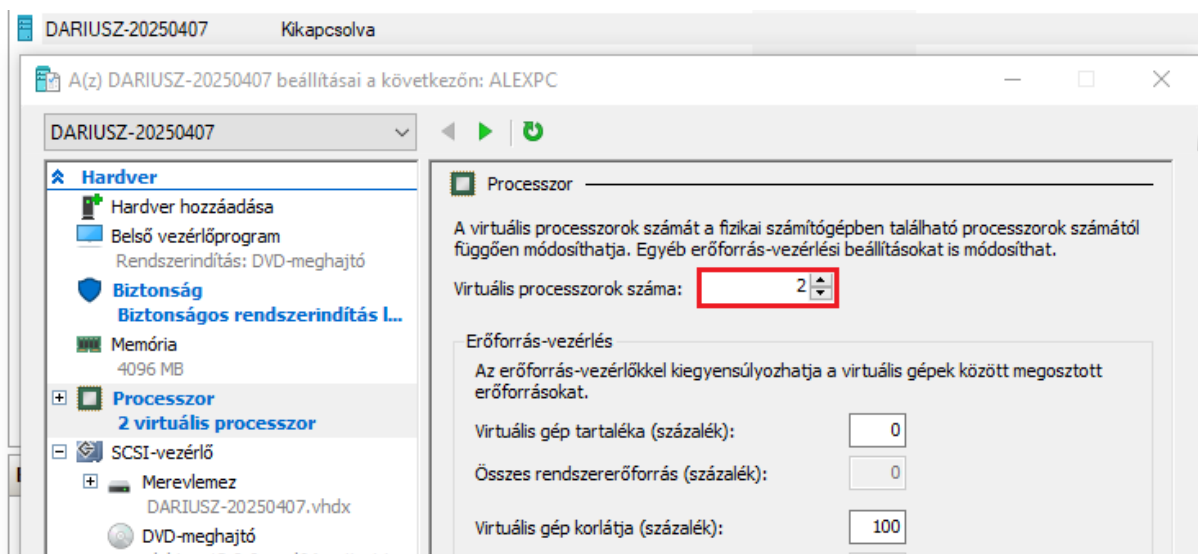 DARIUSZ-20250407 Kikapcsolva
A(z) DARIUSZ-20250407 beállításai a következőn: ALEXPC
DARIUSZ-20250407
Hardver
Hardver hozzáadása
Belső vezérlőprogram
Rendszerindítás: DVD-meghajtó
Biztonság
Biztonságos rendszerindítás l...
Memória
4096 MB
Processzor
2 virtuális processzor
SCSI-vezérlő
Merevlemez
DARIUSZ-20250407.vhdx
DVD-meghajtó
Processzor
A virtuális processzorok számát a fizikai számítógépben található processzorok számától
függően módosíthatja. Egyéb erőforrás-vezérlési beállításokat is módosíthat.
Virtuális processzorok száma: 2
Erőforrás-vezérlés
Az erőforrás-vezérlőkkel kiegyensúlyozhatja a virtuális gépek között megosztott
erőforrásokat.
Virtuális gép tartaléka (százalék): 0
Összes rendszererőforrás (százalék): 0
Virtuális gép korlátja (százalék): 100